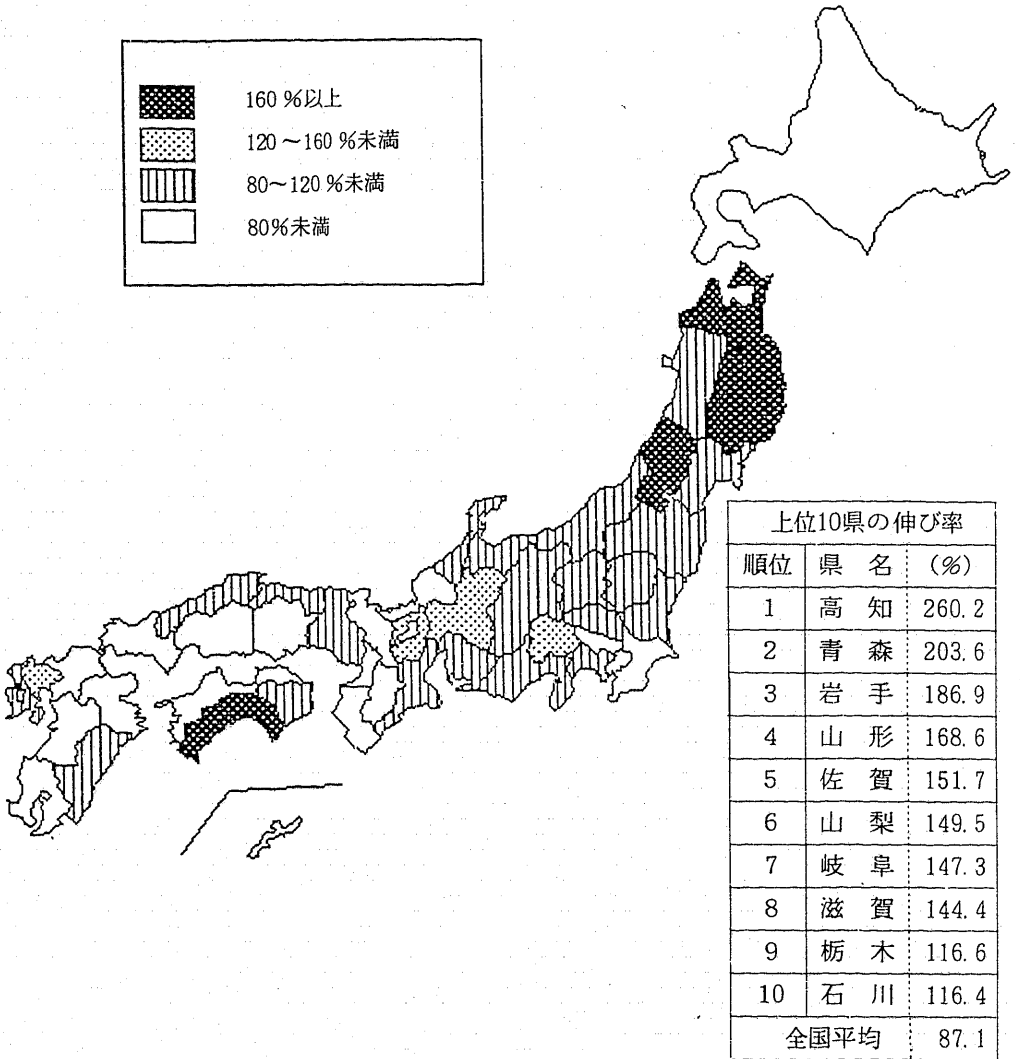 160%以上
120~160%未満
80~120%未満
80%未満
上位10県の伸び率
順位 県名 (%)
1 高知 260.2
2 青森 203.6
3 岩手 186.9
4 山形 168.6
5 佐賀 151.7
6 山梨 149.5
7 岐阜 147.3
8 滋賀 144.4
9 栃木 116.6
10 石川 116.4
全国平均 87.1